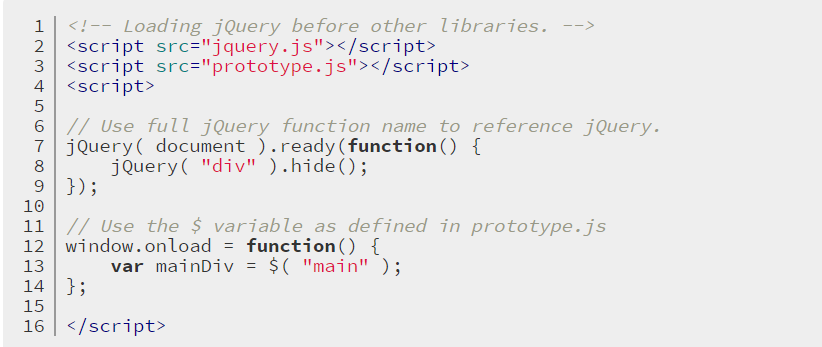 1 <!-- Loading jQuery before other libraries. -->
2 <script src="jquery.js"></script>
3 <script src="prototype.js"></script>
4 <script>
5
6 // Use full jQuery function name to reference jQuery.
7 jQuery( document ).ready(function() {
8     jQuery( "div" ).hide();
9 });
10
11 // Use the $ variable as defined in prototype.js
12 window.onload = function() {
13     var mainDiv = $( "main" );
14 };
15
16 </script>